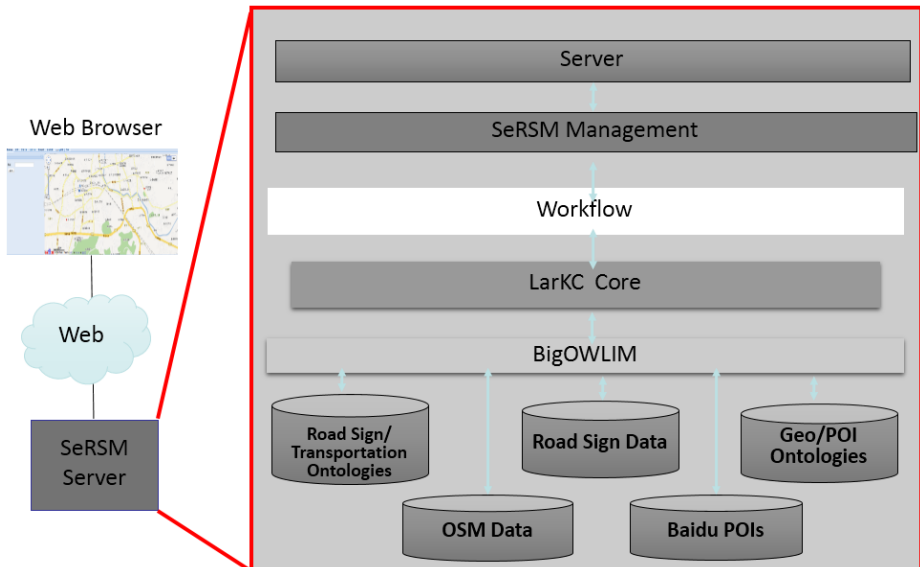 Web Browser
Web
SeRSM
Server
Server
SeRSM Management
Workflow
LarKC Core
BigOWLIM
Road Sign/
Transportation
Ontologies
Road Sign Data
Geo/POI
Ontologies
OSM Data
Baidu POIs